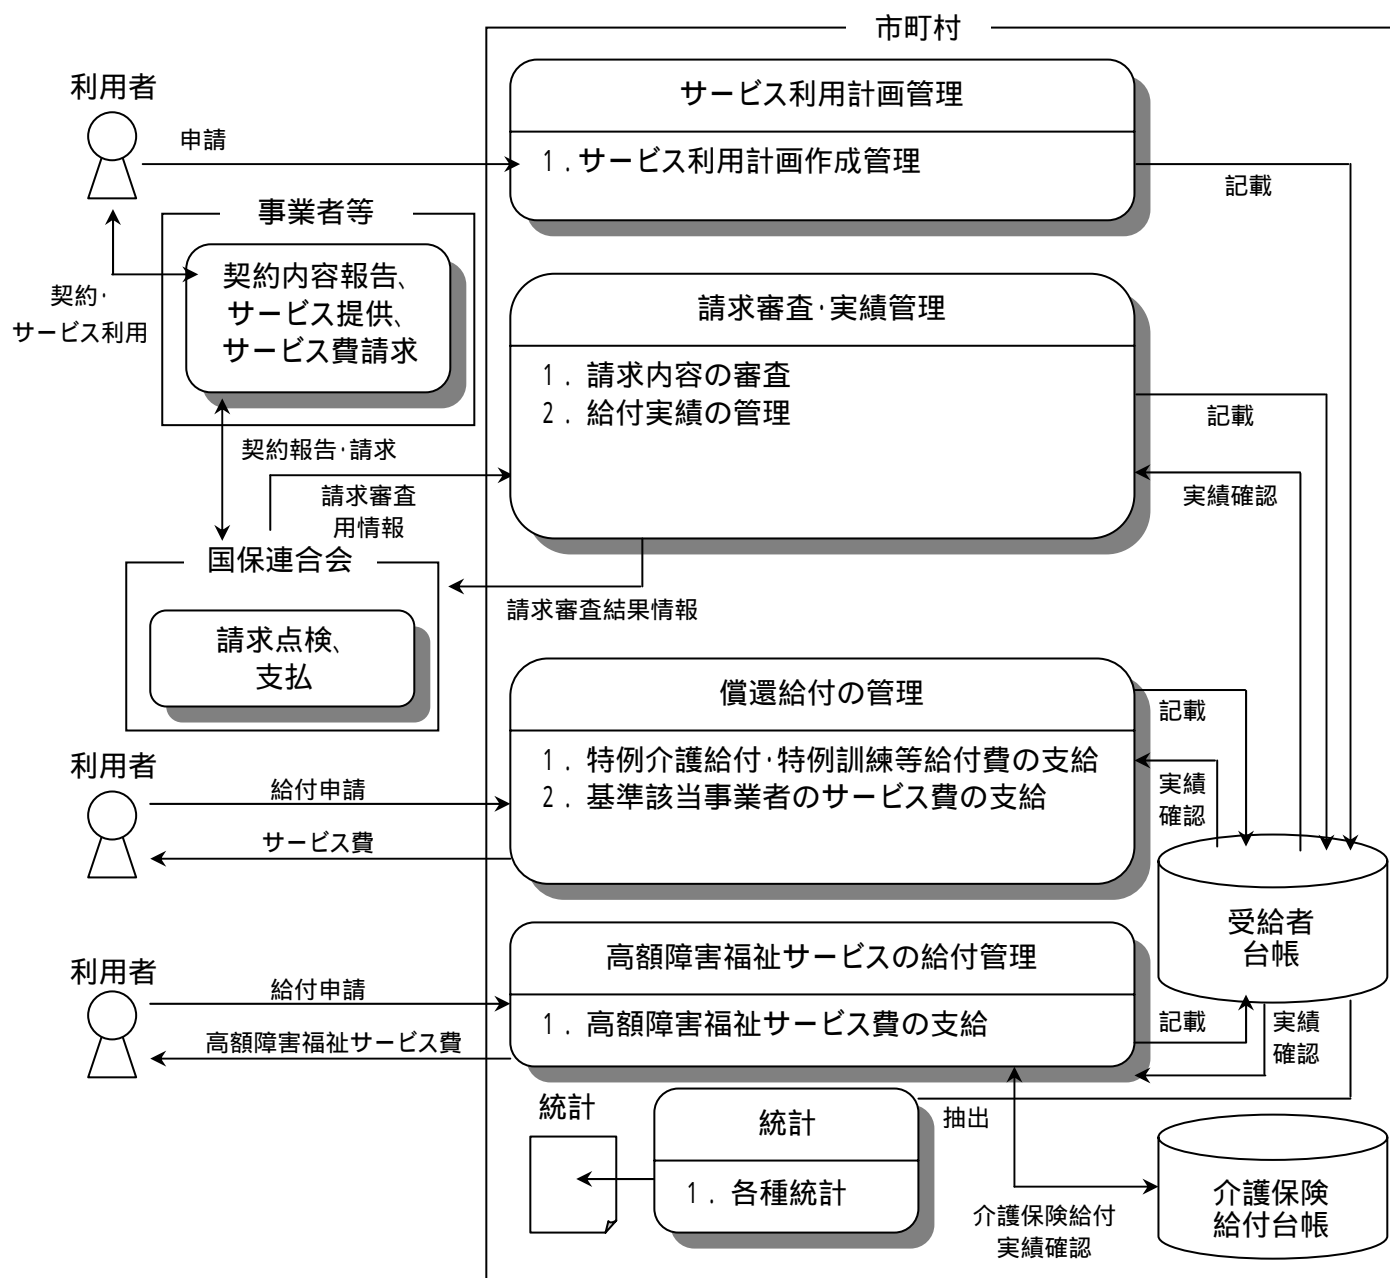 市町村
利用者
申請
サービス利用計画管理
1. サービス利用計画作成管理
記載
事業者等
契約内容報告、
サービス提供、
サービス費請求
契約・
サービス利用
請求審査・実績管理
1. 請求内容の審査
2. 給付実績の管理
記載
実績確認
契約報告・請求
請求審査
用情報
国保連合会
請求点検、
支払
請求審査結果情報
償還給付の管理
1. 特例介護給付・特例訓練等給付費の支給
2. 基準該当事業者のサービス費の支給
記載
実績
確認
利用者
給付申請
サービス費
受給者
台帳
高額障害福祉サービスの給付管理
1. 高額障害福祉サービス費の支給
利用者
給付申請
高額障害福祉サービス費
記載
実績
確認
統計
統計
1. 各種統計
抽出
介護保険給付
実績確認
介護保険
給付台帳